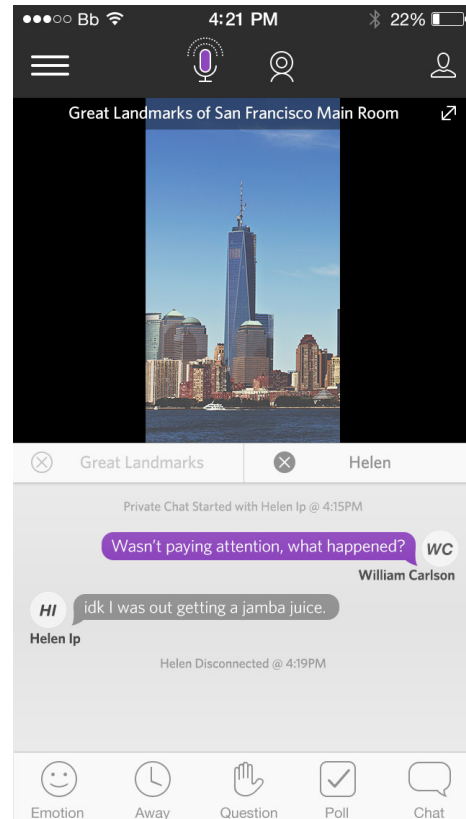 Bb 4:21 PM 22%
Great Landmarks of San Francisco Main Room
Great Landmarks Helen
Private Chat Started with Helen Ip @ 4:15PM
Wasn't paying attention, what happened? WC
William Carlson
HI idk I was out getting a jamba juice.
Helen Ip
Helen Disconnected @ 4:19PM
Emotion Away Question Poll Chat